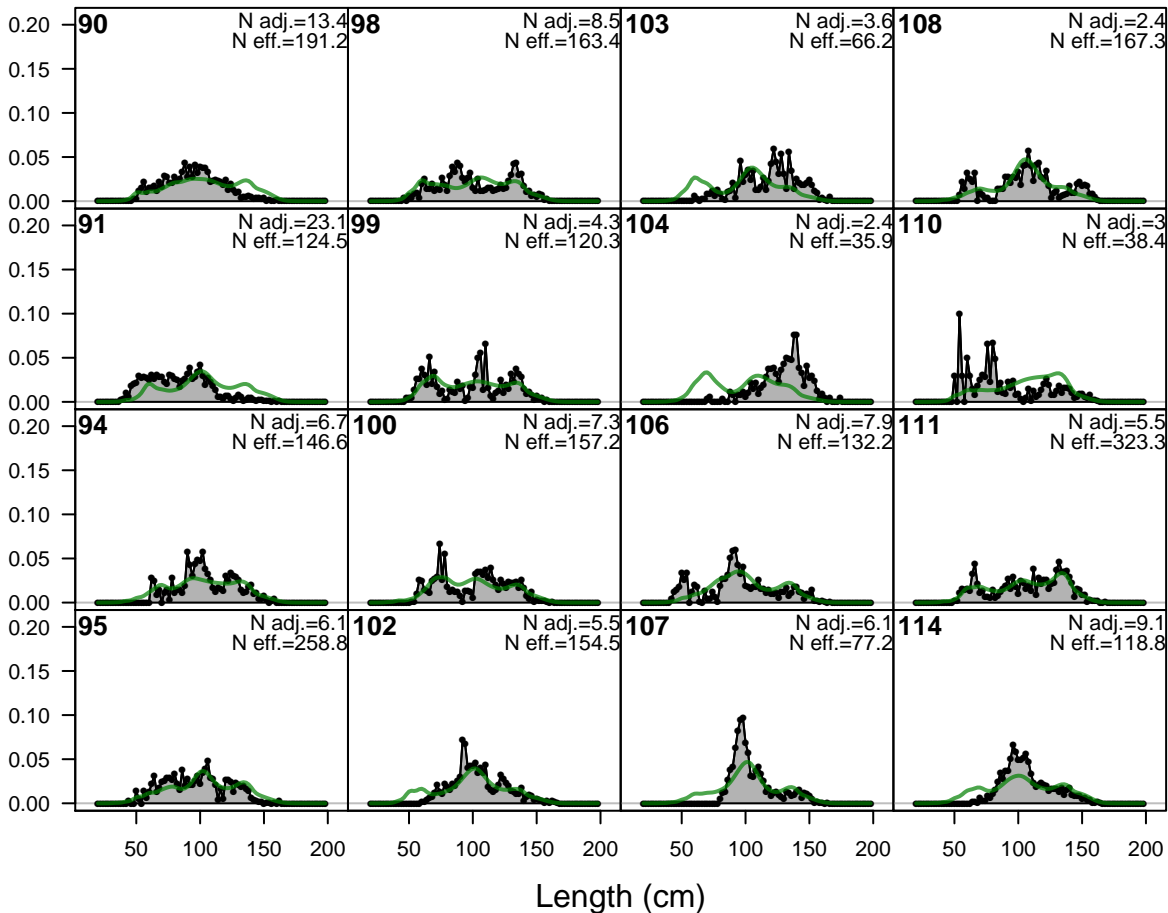 0.20
0.15
0.10
0.05
0.00
90
N adj.=13.4
N eff.=191.2
98
N adj.=8.5
N eff.=163.4
103
N adj.=3.6
N eff.=66.2
108
N adj.=2.4
N eff.=167.3
0.20
0.15
0.10
0.05
0.00
91
N adj.=23.1
N eff.=124.5
99
N adj.=4.3
N eff.=120.3
104
N adj.=2.4
N eff.=35.9
110
N adj.=3
N eff.=38.4
0.20
0.15
0.10
0.05
0.00
94
N adj.=6.7
N eff.=146.6
100
N adj.=7.3
N eff.=157.2
106
N adj.=7.9
N eff.=132.2
111
N adj.=5.5
N eff.=323.3
0.20
0.15
0.10
0.05
0.00
95
N adj.=6.1
N eff.=258.8
102
N adj.=5.5
N eff.=154.5
107
N adj.=6.1
N eff.=77.2
114
N adj.=9.1
N eff.=118.8
50 100 150 200 50 100 150 200 50 100 150 200 50 100 150 200
Length (cm)